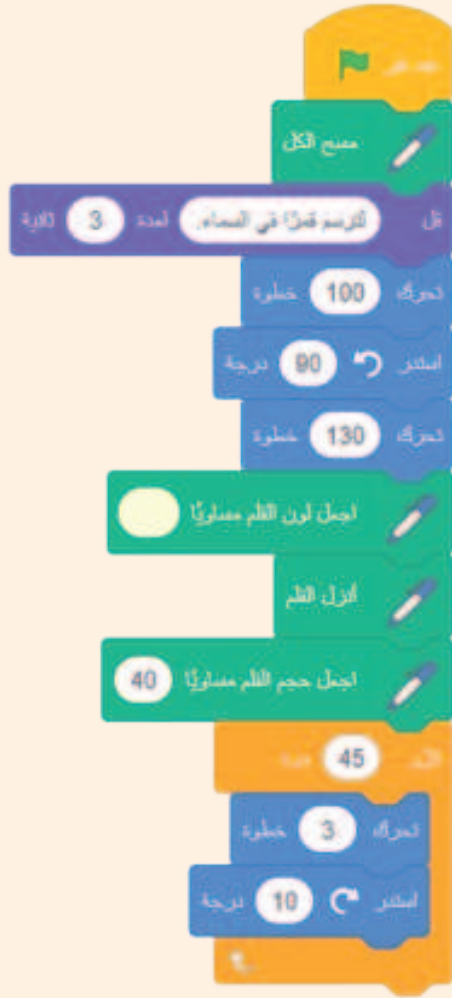 مسح الكل
قل لنرسم قمرًا في السماء. لمدة 3 ثانية
تحرك 100 خطوة
استدر 90 درجة
تحرك 130 خطوة
اجعل لون القلم مساويًا
أنزل القلم
اجعل حجم القلم مساويًا 40
45
تحرك 3 خطوة
استدر 10 درجة